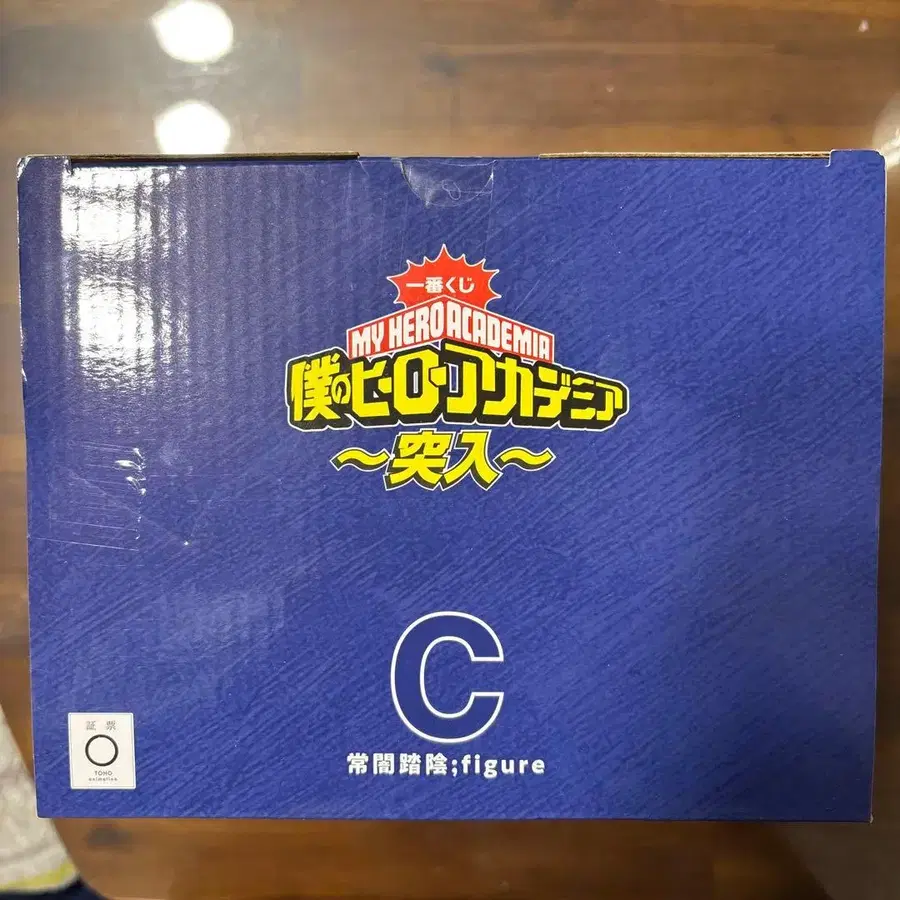 一番くじ
MY HERO ACADEMIA
僕のヒーローアカデミア
～突入～
C
常闇踏陰;figure
証票
TOHO
animation